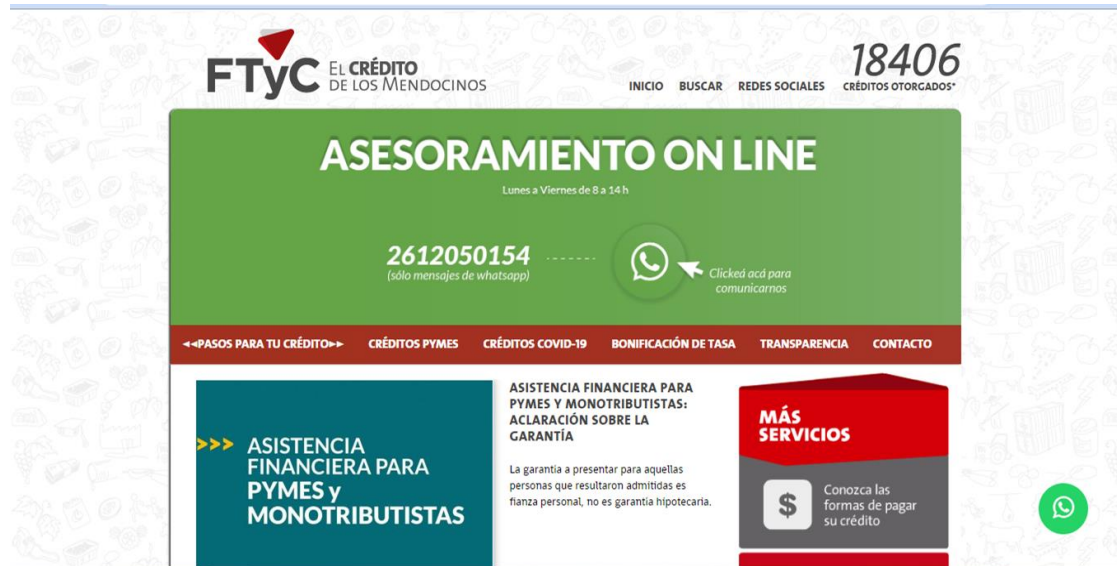 FTyC EL CRÉDITO
DE LOS MENDOCINOS
18406
CRÉDITOS OTORGADOS*
INICIO BUSCAR REDES SOCIALES
ASESORAMIENTO ON LINE
Lunes a Viernes de 8 a 14 h
2612050154
(sólo mensajes de whatsapp)
Clickeá acá para
comunicarnos
◄◄PASOS PARA TU CRÉDITO►► CRÉDITOS PYMES CRÉDITOS COVID-19 BONIFICACIÓN DE TASA TRANSPARENCIA CONTACTO
>>> ASISTENCIA
FINANCIERA PARA
PYMES y
MONOTRIBUTISTAS
ASISTENCIA FINANCIERA PARA
PYMES Y MONOTRIBUTISTAS:
ACLARACIÓN SOBRE LA
GARANTÍA
La garantia a presentar para aquellas
personas que resultaron admitidas es
fianza personal, no es garantia hipotecaria.
MÁS
SERVICIOS
$
Conozca las
formas de pagar
su crédito